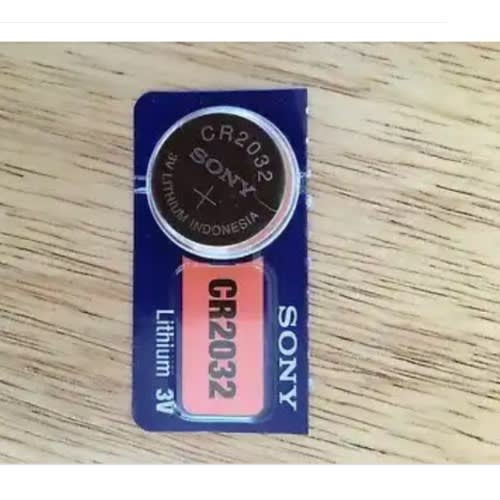 CR2032
SONY
+
3V LITHIUM INDONESIA
SONY
CR2032
Lithium 3V